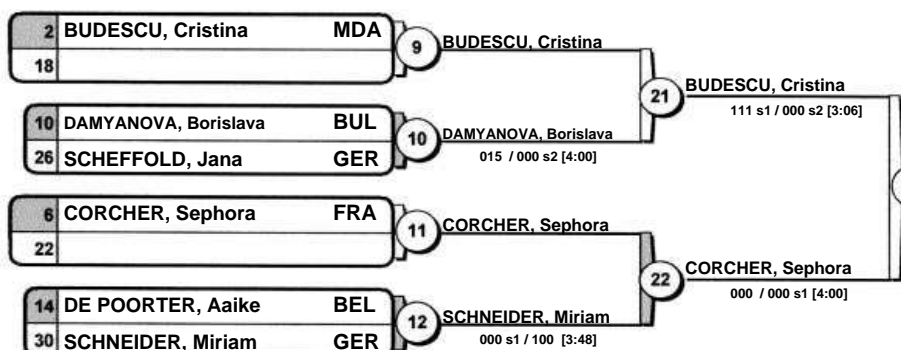 2 BUDESCU, Cristina MDA
18
9
BUDESCU, Cristina
10 DAMYANOVA, Borislava BUL
26 SCHEFFOLD, Jana GER
10
DAMYANOVA, Borislava
015 / 000 s2 [4:00]
21
BUDESCU, Cristina
111 s1 / 000 s2 [3:06]
6 CORCHER, Sephora FRA
22
11
CORCHER, Sephora
14 DE POORTER, Aaike BEL
30 SCHNEIDER, Miriam GER
12
SCHNEIDER, Miriam
000 s1 / 100 [3:48]
22
CORCHER, Sephora
000 / 000 s1 [4:00]